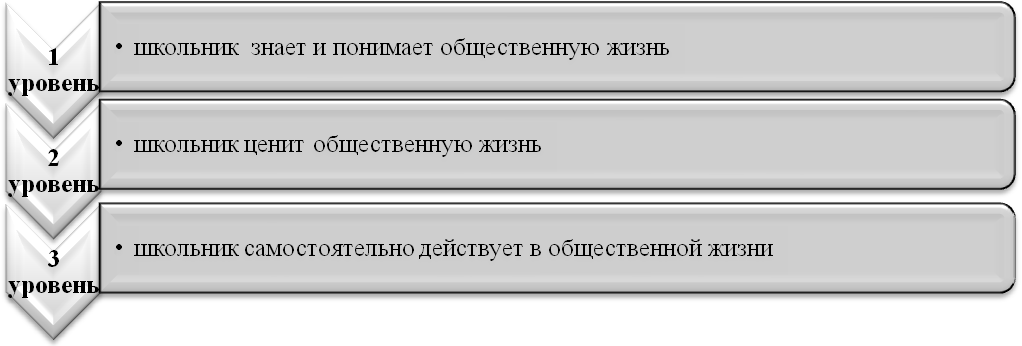 1
уровень
• школьник знает и понимает общественную жизнь
2
уровень
• школьник ценит общественную жизнь
3
уровень
• школьник самостоятельно действует в общественной жизни